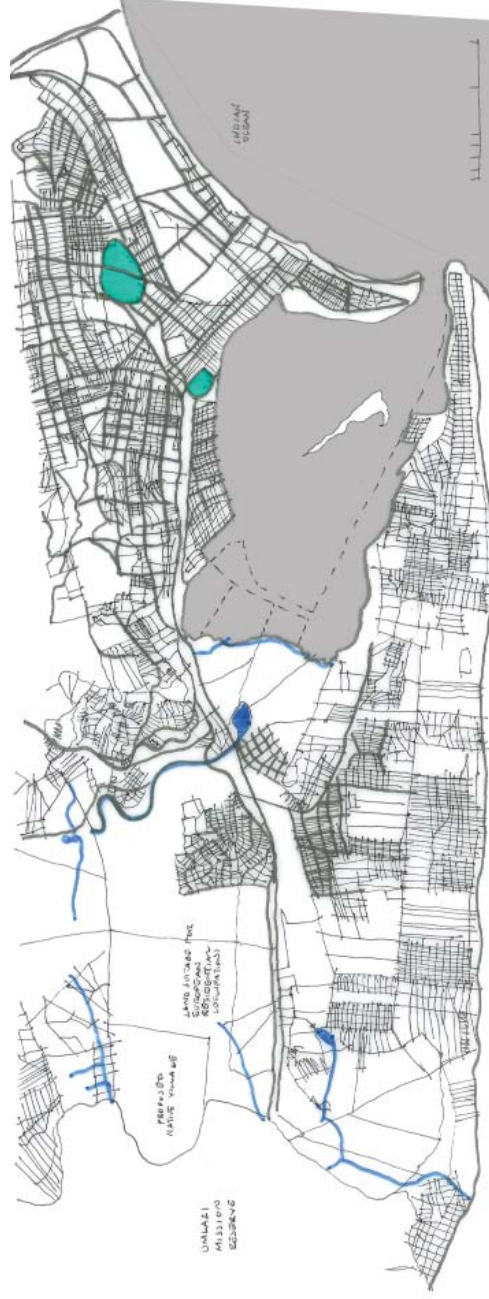 INDIAN
OCEAN
LAND SUITABLE FOR
EUROPEAN
RESIDENTIAL
OCCUPATION
PROPOSED
NATIVE VILLAGE
UMLAZI
MISSION
RESERVE